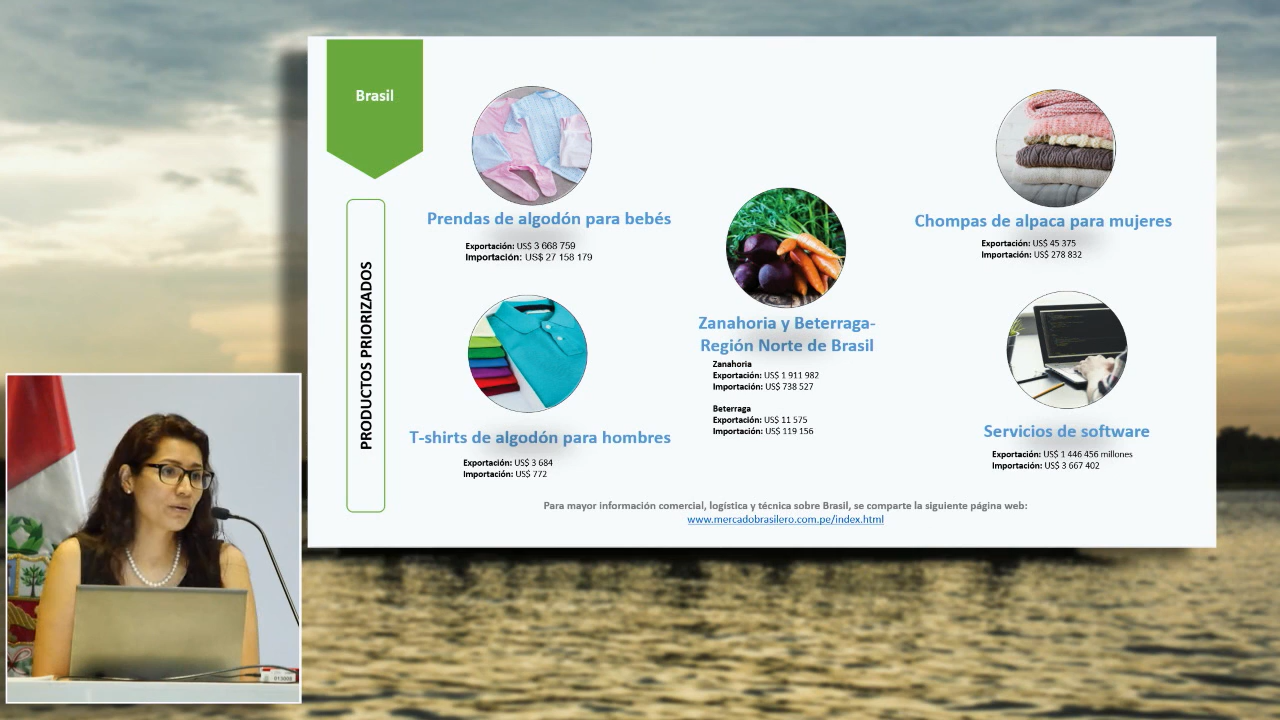 Brasil
PRODUCTOS PRIORIZADOS
Prendas de algodón para bebés
Exportación: US$ 3 668 759
Importación: US$ 27 158 179
T-shirts de algodón para hombres
Exportación: US$ 3 684
Importación: US$ 772
Zanahoria y Beterraga-
Región Norte de Brasil
Zanahoria
Exportación: US$ 1 911 982
Importación: US$ 738 527
Beterraga
Exportación: US$ 11 575
Importación: US$ 119 156
Chompas de alpaca para mujeres
Exportación: US$ 45 375
Importación: US$ 278 832
Servicios de software
Exportación: US$ 1 446 456 millones
Importación: US$ 3 667 402
Para mayor información comercial, logística y técnica sobre Brasil, se comparte la siguiente página web:
www.mercadobrasilero.com.pe/index.html